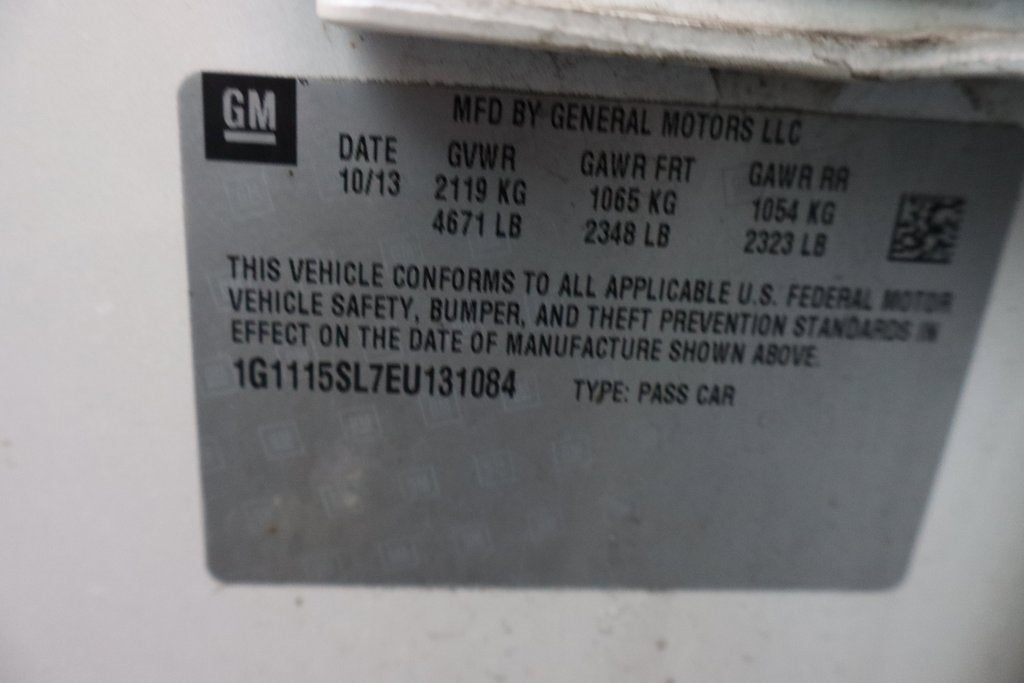 GM
MFD BY GENERAL MOTORS LLC
DATE GVWR GAWR FRT GAWR RR
10/13 2119 KG 1065 KG 1054 KG
4671 LB 2348 LB 2323 LB
THIS VEHICLE CONFORMS TO ALL APPLICABLE U.S. FEDERAL MOTOR
VEHICLE SAFETY, BUMPER, AND THEFT PREVENTION STANDARDS IN
EFFECT ON THE DATE OF MANUFACTURE SHOWN ABOVE.
1G1115SL7EU131084 TYPE: PASS CAR